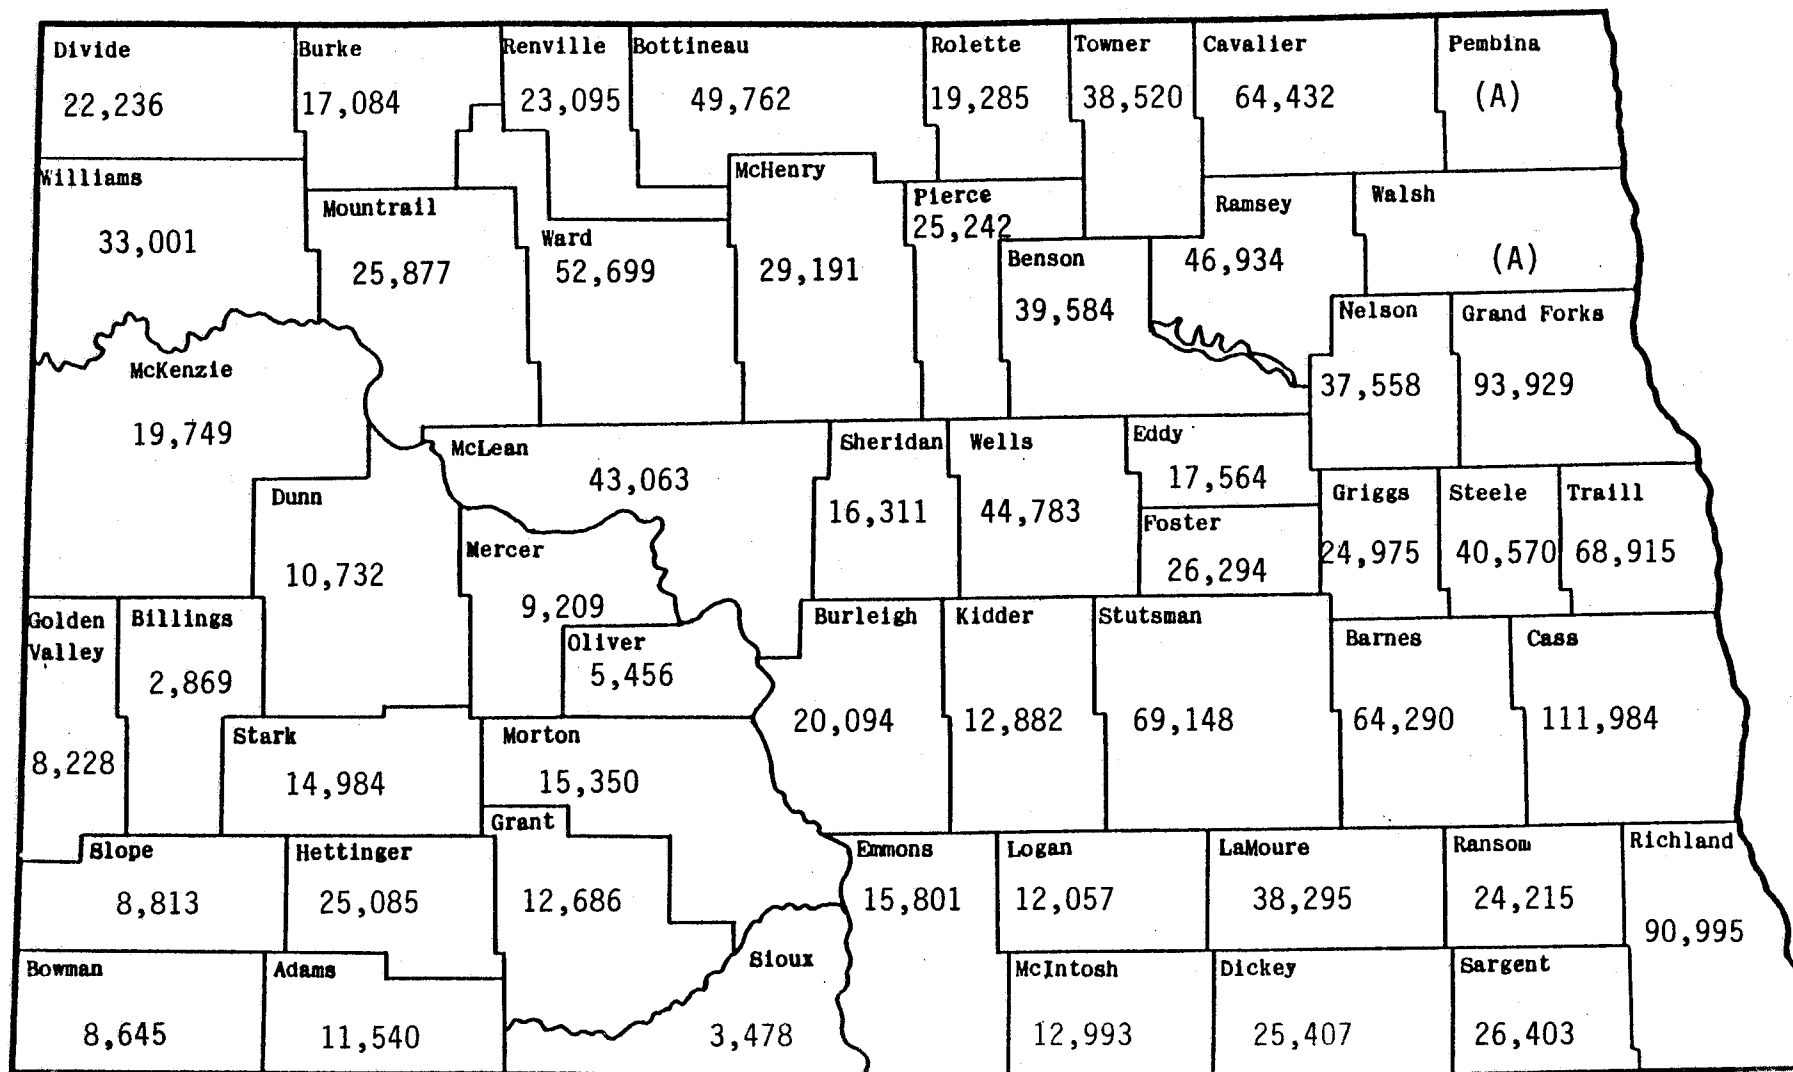 Divide
22,236
Burke
17,084
Renville
23,095
Bottineau
49,762
Rolette
19,285
Towner
38,520
Cavalier
64,432
Pembina
(A)
Williams
33,001
Mountrail
25,877
Ward
52,699
McHenry
29,191
Pierce
25,242
Benson
39,584
Ramsey
46,934
Walsh
(A)
Nelson
37,558
Grand Forks
93,929
McKenzie
19,749
Dunn
10,732
McLean
43,063
Mercer
9,209
Oliver
5,456
Sheridan
16,311
Wells
44,783
Eddy
17,564
Foster
26,294
Griggs
24,975
Steele
40,570
Traill
68,915
Golden
Valley
8,228
Billings
2,869
Stark
14,984
Morton
15,350
Burleigh
20,094
Kidder
12,882
Stutsman
69,148
Barnes
64,290
Cass
111,984
Slope
8,813
Hettinger
25,085
Grant
12,686
Emmons
15,801
Logan
12,057
LaMoure
38,295
Ransom
24,215
Richland
90,995
Bowman
8,645
Adams
11,540
Sioux
3,478
McIntosh
12,993
Dickey
25,407
Sargent
26,403